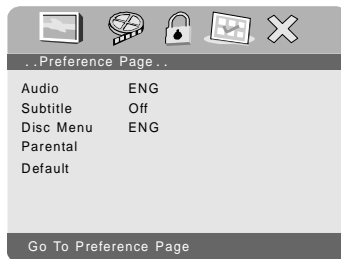 ..Preference Page..
Audio ENG
Subtitle Off
Disc Menu ENG
Parental
Default
Go To Preference Page